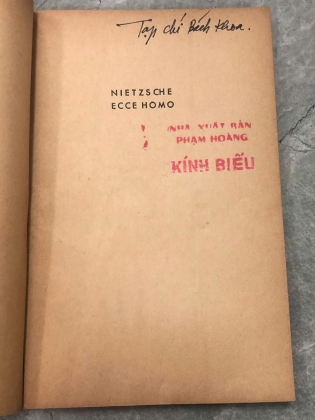 Tạp chí Bách Khoa.
NIETZSCHE
ECCE HOMO
NHÀ XUẤT BẢN
PHẠM HOÀNG
KÍNH BIẾU